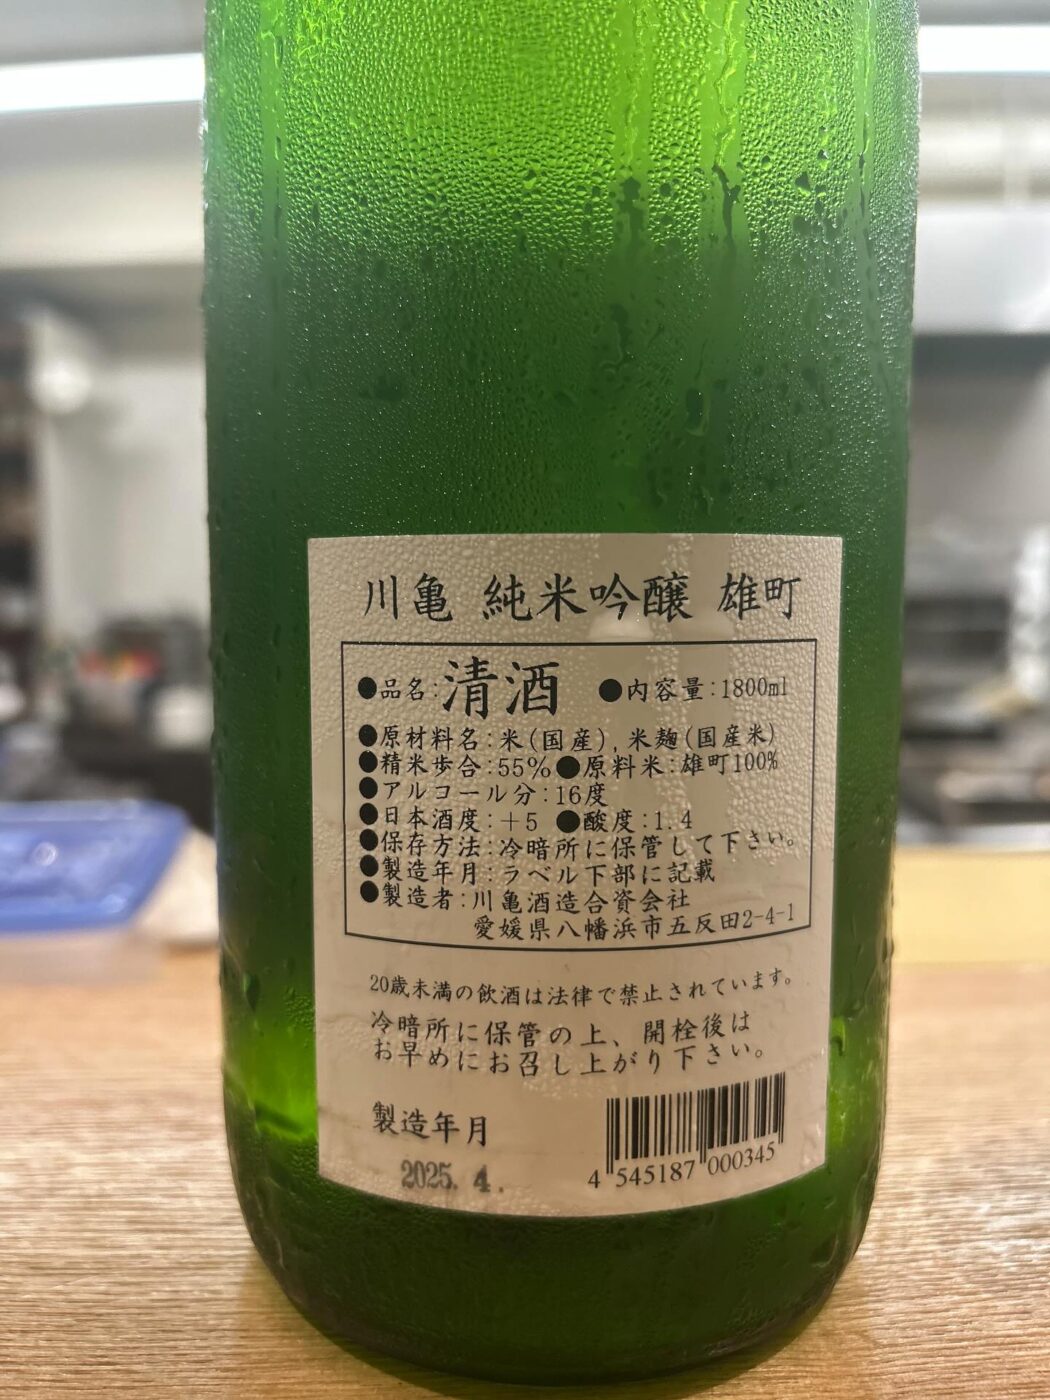 川亀 純米吟醸 雄町
●品名:清酒 ●内容量:1800ml
●原材料名:米(国産),米麹(国産米)
●精米歩合:55% ●原料米:雄町100%
●アルコール分:16度
●日本酒度:+5 ●酸度:1.4
●保存方法:冷暗所に保管して下さい。
●製造年月:ラベル下部に記載
●製造者:川亀酒造合資会社
愛媛県八幡浜市五反田2-4-1
20歳未満の飲酒は法律で禁止されています。
冷暗所に保管の上、開栓後は
お早めにお召し上がり下さい。
製造年月
2025. 4.
4 545187 000345